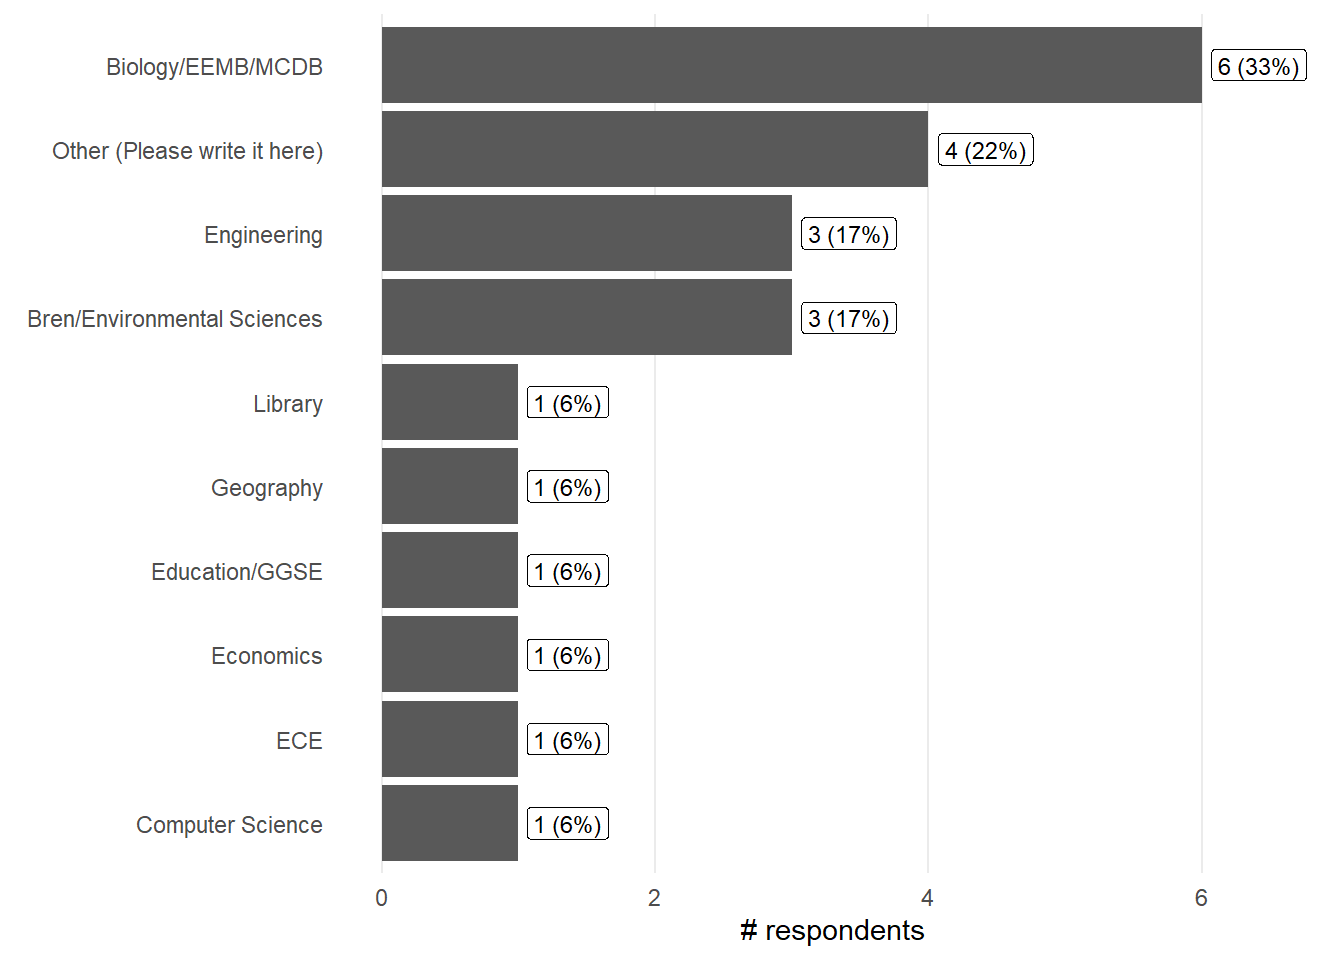 Biology/EEMB/MCDB 6 (33%)
Other (Please write it here) 4 (22%)
Engineering 3 (17%)
Bren/Environmental Sciences 3 (17%)
Library 1 (6%)
Geography 1 (6%)
Education/GGSE 1 (6%)
Economics 1 (6%)
ECE 1 (6%)
Computer Science 1 (6%)
0 2 4 6
# respondents